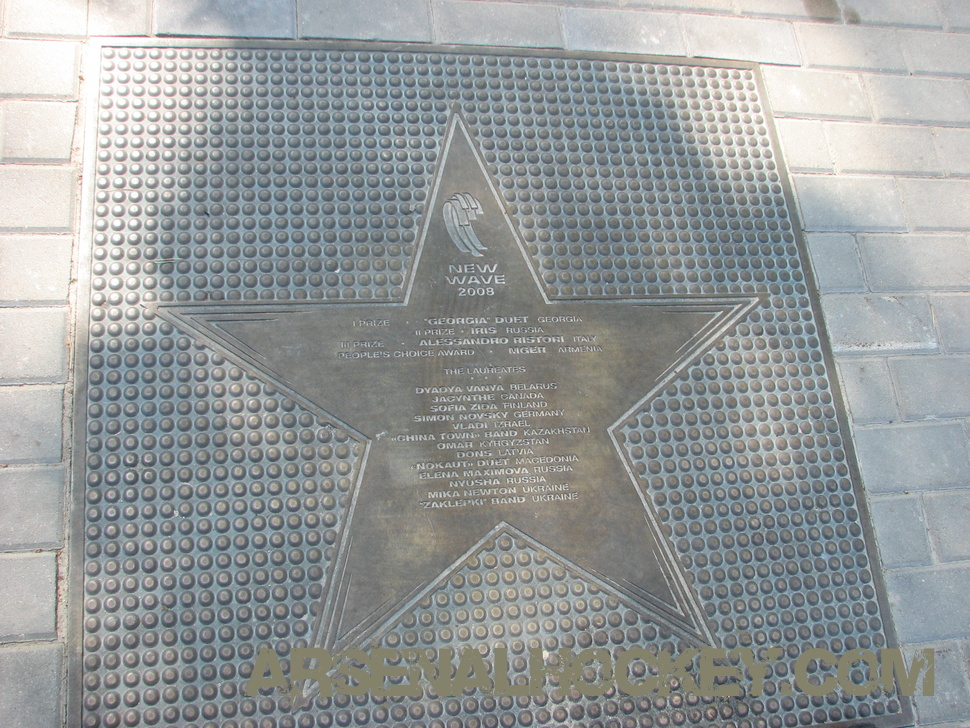 NEW
WAVE
2008
I PRIZE • "GEORGIA" DUET GEORGIA
II PRIZE • IRIS RUSSIA
III PRIZE • ALESSANDRO RISTORI ITALY
PEOPLE'S CHOICE AWARD • MGER ARMENIA
THE LAUREATES
• • •
DYADYA VANYA BELARUS
JACYNTHE CANADA
SOFIA ZIDA FINLAND
SIMON NOVSKY GERMANY
VLADI IZRAEL
«CHINA TOWN» BAND KAZAKHSTAN
OMAR KYRGYZSTAN
DONS LATVIA
"NOKAUT" DUET MACEDONIA
ELENA MAXIMOVA RUSSIA
NYUSHA RUSSIA
MIKA NEWTON UKRAINE
"ZAKLEPKI" BAND UKRAINE
ARSENALHOCKEY.COM